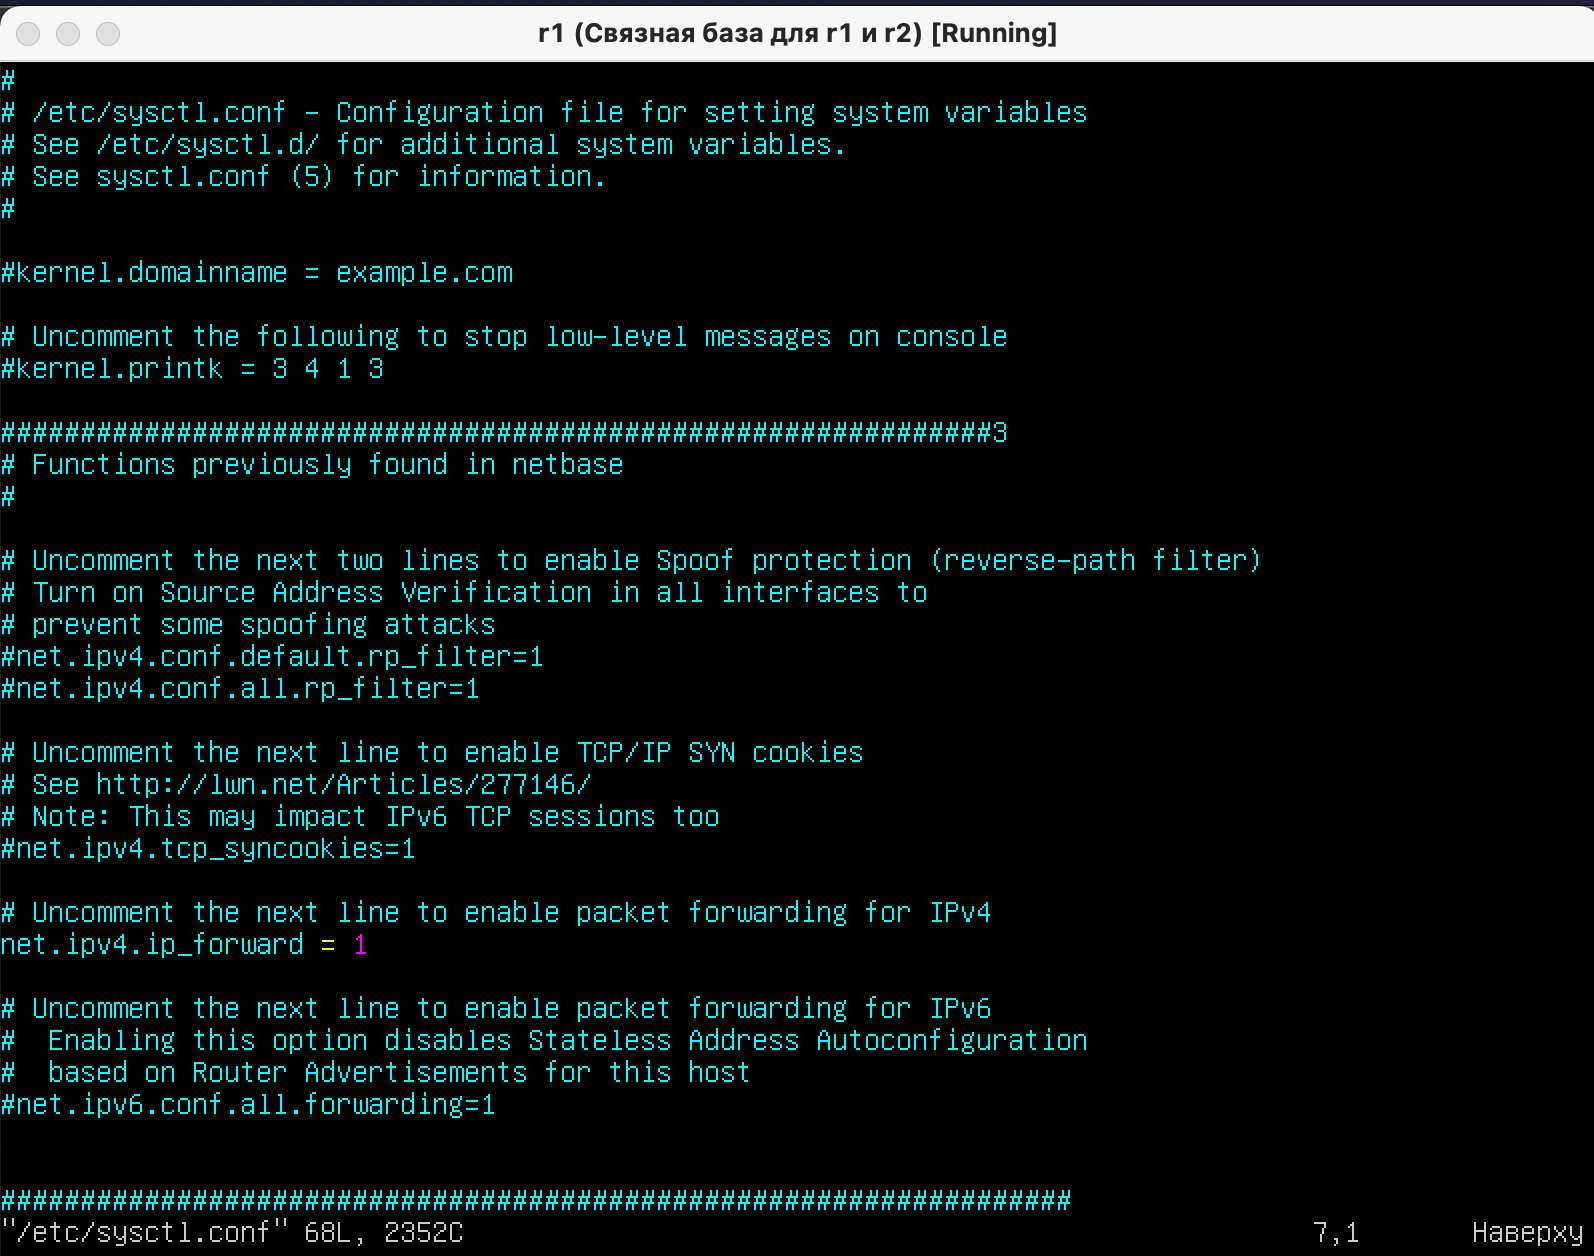 r1 (Связная база для r1 и r2) [Running]
#
# /etc/sysctl.conf - Configuration file for setting system variables
# See /etc/sysctl.d/ for additional system variables.
# See sysctl.conf (5) for information.
#
#kernel.domainname = example.com
# Uncomment the following to stop low-level messages on console
#kernel.printk = 3 4 1 3
##############################################################3
# Functions previously found in netbase
#
# Uncomment the next two lines to enable Spoof protection (reverse-path filter)
# Turn on Source Address Verification in all interfaces to
# prevent some spoofing attacks
#net.ipv4.conf.default.rp_filter=1
#net.ipv4.conf.all.rp_filter=1
# Uncomment the next line to enable TCP/IP SYN cookies
# See http://lwn.net/Articles/277146/
# Note: This may impact IPv6 TCP sessions too
#net.ipv4.tcp_syncookies=1
# Uncomment the next line to enable packet forwarding for IPv4
net.ipv4.ip_forward = 1
# Uncomment the next line to enable packet forwarding for IPv6
#  Enabling this option disables Stateless Address Autoconfiguration
#  based on Router Advertisements for this host
#net.ipv6.conf.all.forwarding=1
###################################################################
"/etc/sysctl.conf" 68L, 2352C 7,1 Наверху